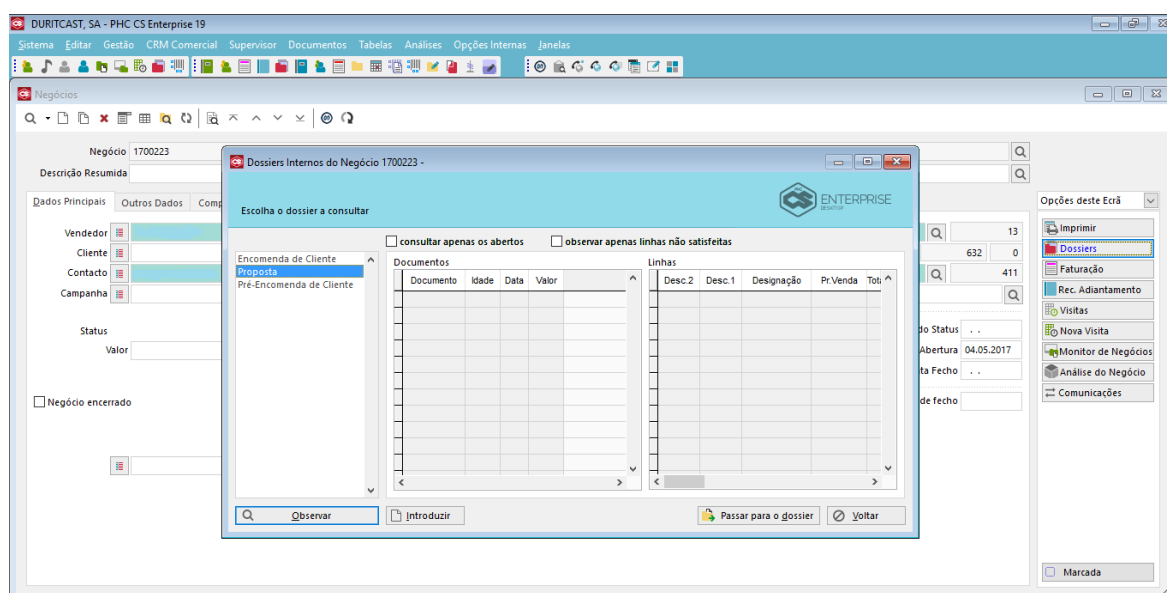 DURITCAST, SA - PHC CS Enterprise 19
Sistema Editar Gestão CRM Comercial Supervisor Documentos Tabelas Análises Opções Internas Janelas
Negócios
Negócio 1700223
Descrição Resumida
Dados Principais Outros Dados Comp
Vendedor 13
Cliente 632 0
Contacto 411
Campanha
Status
Valor
do Status . .
Abertura 04.05.2017
ta Fecho . .
Negócio encerrado
de fecho
Dossiers Internos do Negócio 1700223 -
Escolha o dossier a consultar
PHC CS ENTERPRISE
DESKTOP
consultar apenas os abertos observar apenas linhas não satisfeitas
Encomenda de Cliente
Proposta
Pré-Encomenda de Cliente
Documentos
Documento Idade Data Valor
Linhas
Desc.2 Desc.1 Designação Pr.Venda Tota
Observar Introduzir Passar para o dossier Voltar
Opções deste Ecrã
Imprimir
Dossiers
Faturação
Rec. Adiantamento
Visitas
Nova Visita
Monitor de Negócios
Análise do Negócio
Comunicações
Marcada